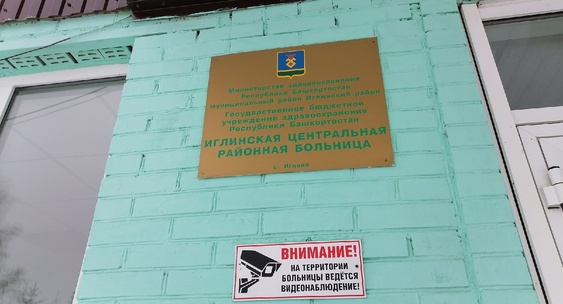 Министерство здравоохранения
Республики Башкортостан
муниципальный район Иглинский район
Государственное бюджетное
учреждение здравоохранения
Республики Башкортостан
ИГЛИНСКАЯ ЦЕНТРАЛЬНАЯ
РАЙОННАЯ БОЛЬНИЦА
с. Иглино
ВНИМАНИЕ!
НА ТЕРРИТОРИИ
БОЛЬНИЦЫ ВЕДЁТСЯ
ВИДЕОНАБЛЮДЕНИЕ!